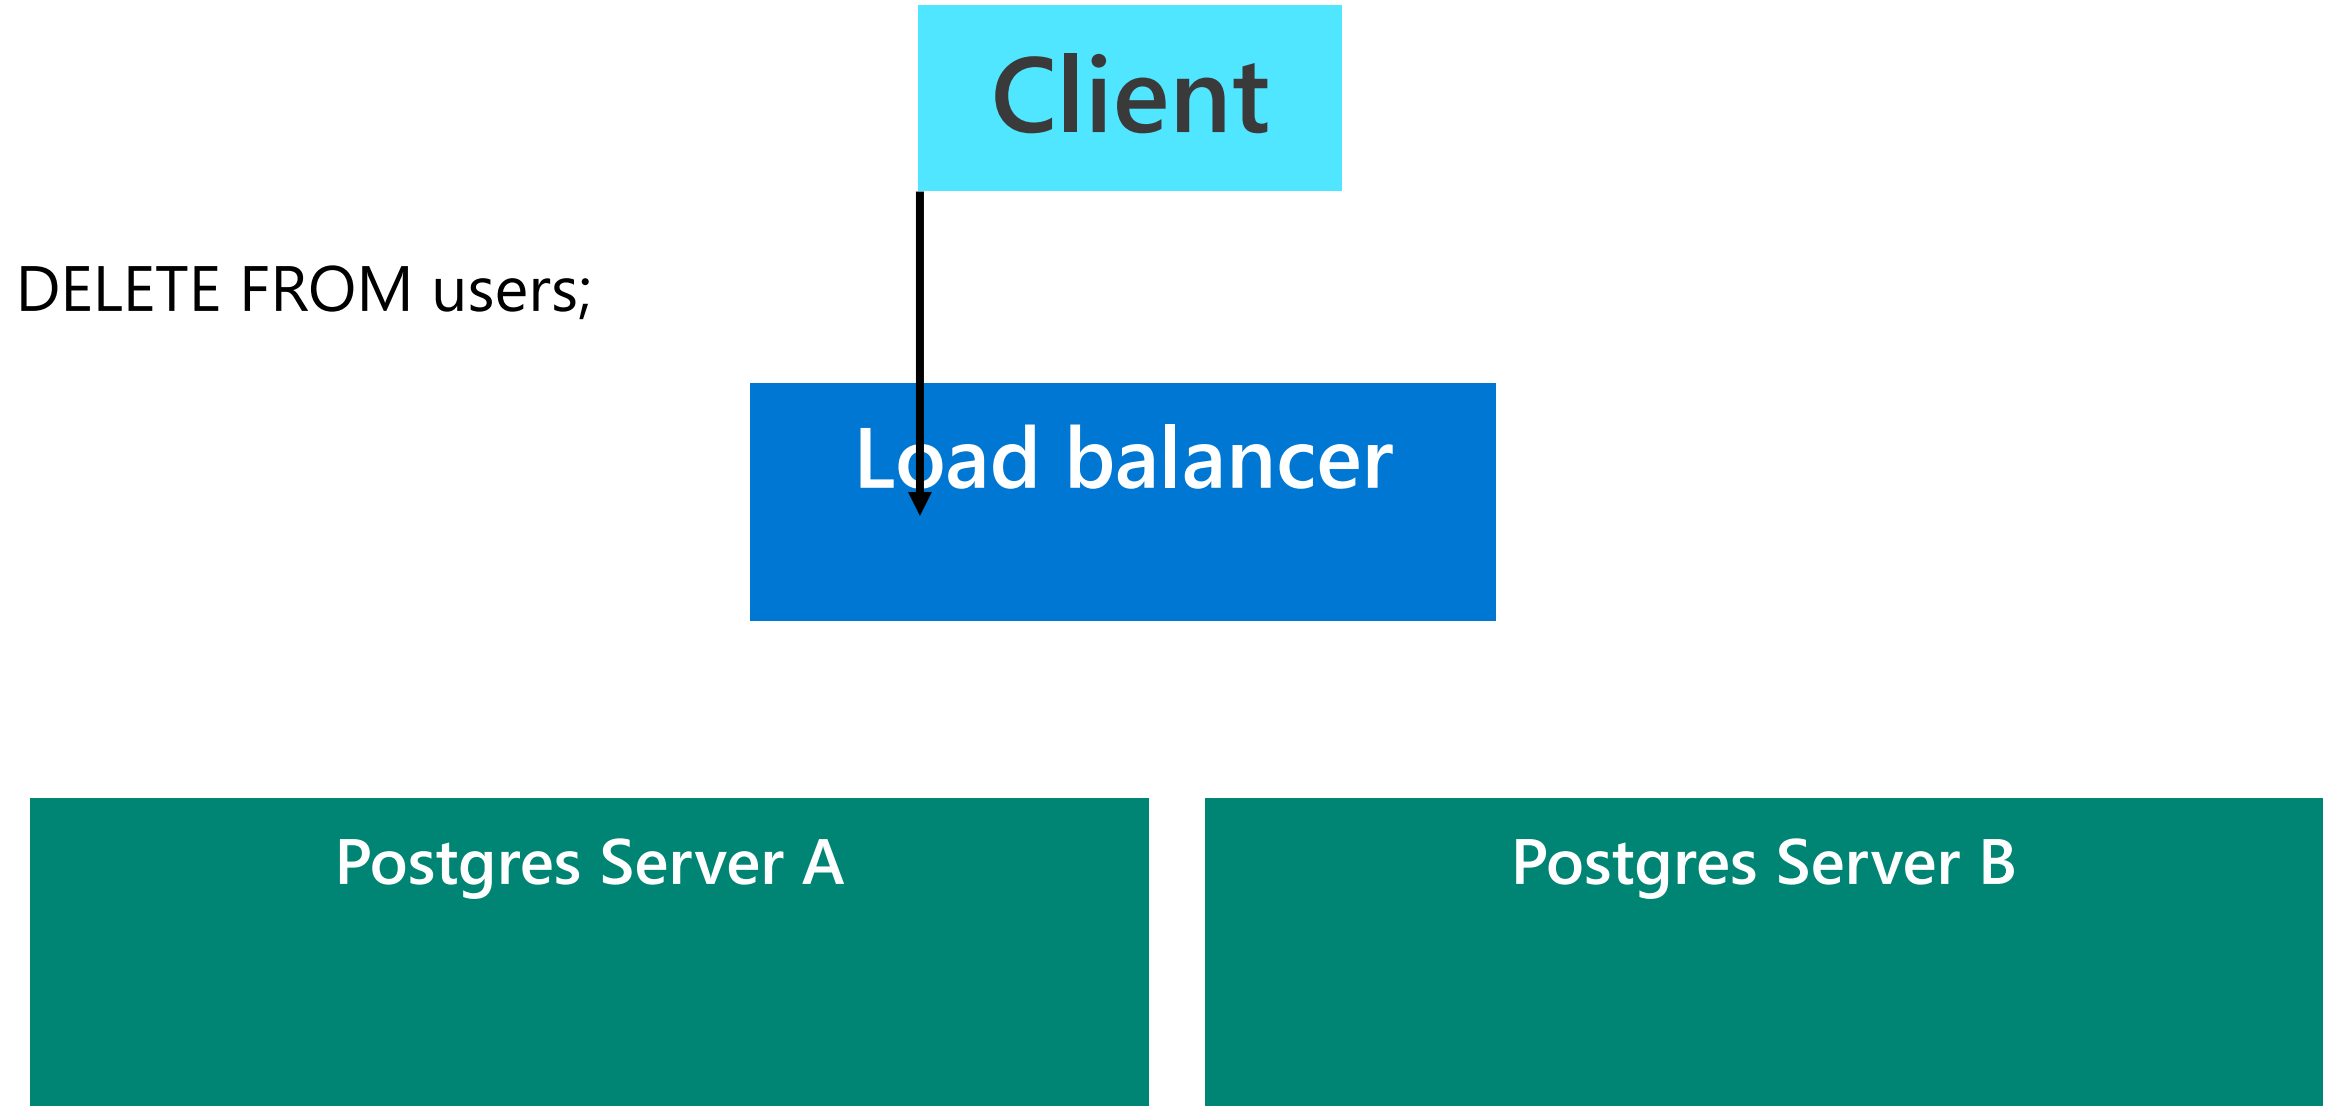 Client
DELETE FROM users;
Load balancer
Postgres Server A
Postgres Server B